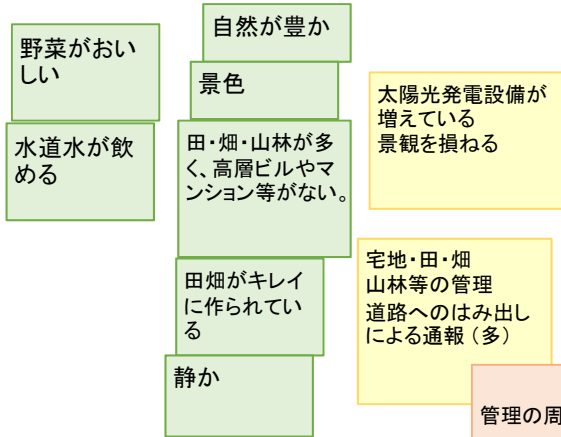 野菜がおい
しい
水道水が飲
める
自然が豊か
景色
田・畑・山林が多
く、高層ビルやマ
ンション等がない。
田畑がキレイ
に作られてい
る
静か
太陽光発電設備が
増えている
景観を損ねる
宅地・田・畑
山林等の管理
道路へのはみ出し
による通報（多）
管理の周